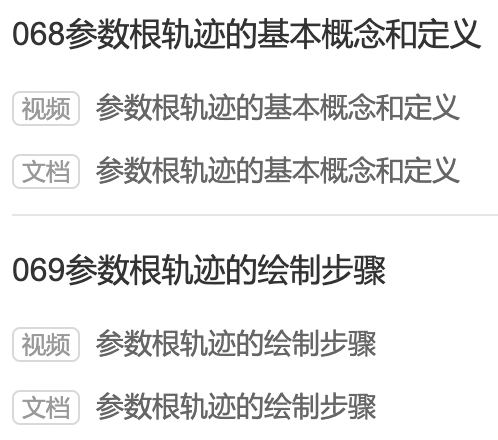 068参数根轨迹的基本概念和定义
视频 参数根轨迹的基本概念和定义
文档 参数根轨迹的基本概念和定义
069参数根轨迹的绘制步骤
视频 参数根轨迹的绘制步骤
文档 参数根轨迹的绘制步骤